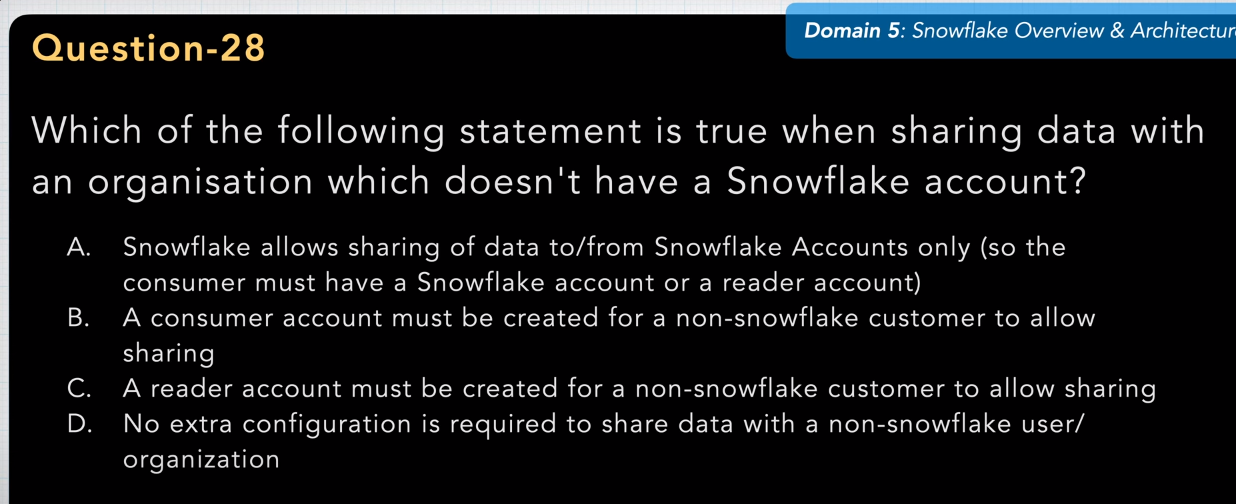 Domain 5: Snowflake Overview & Architectur
Question-28
Which of the following statement is true when sharing data with
an organisation which doesn't have a Snowflake account?
A. Snowflake allows sharing of data to/from Snowflake Accounts only (so the
consumer must have a Snowflake account or a reader account)
B. A consumer account must be created for a non-snowflake customer to allow
sharing
C. A reader account must be created for a non-snowflake customer to allow sharing
D. No extra configuration is required to share data with a non-snowflake user/
organization